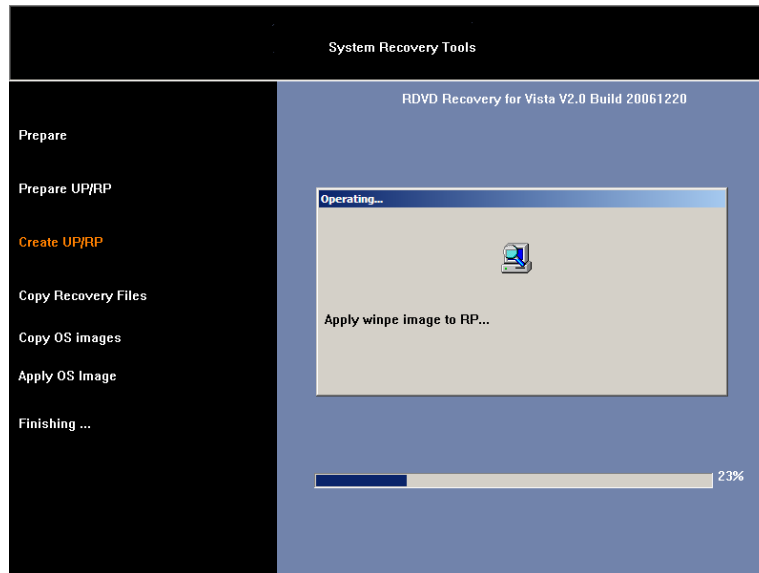 System Recovery Tools
RDVD Recovery for Vista V2.0 Build 20061220
Prepare
Prepare UP/RP
Create UP/RP
Copy Recovery Files
Copy OS images
Apply OS Image
Finishing ...
Operating...
Apply winpe image to RP...
23%